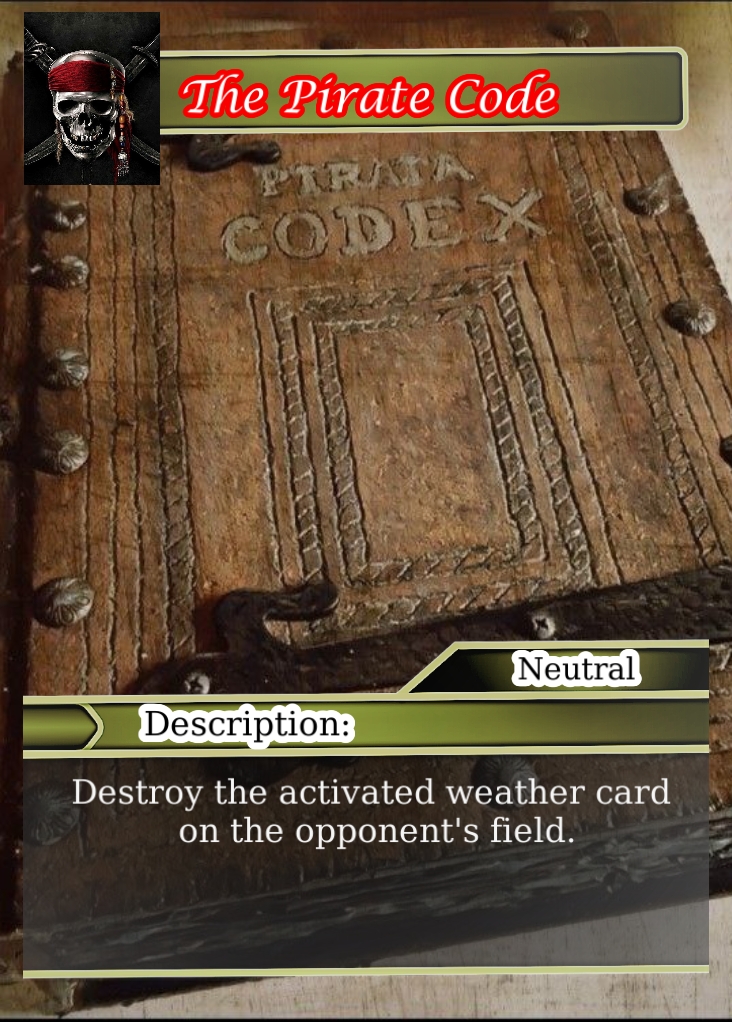 The Pirate Code
PIRATA
CODEX
Neutral
Description:
Destroy the activated weather card
on the opponent's field.